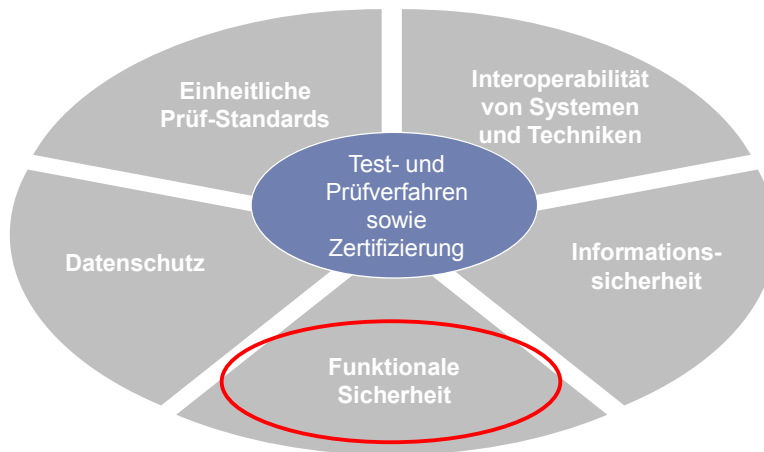 Einheitliche
Prüf-Standards
Interoperabilität
von Systemen
und Techniken
Test- und
Prüfverfahren
sowie
Zertifizierung
Datenschutz
Informations-
sicherheit
Funktionale
Sicherheit